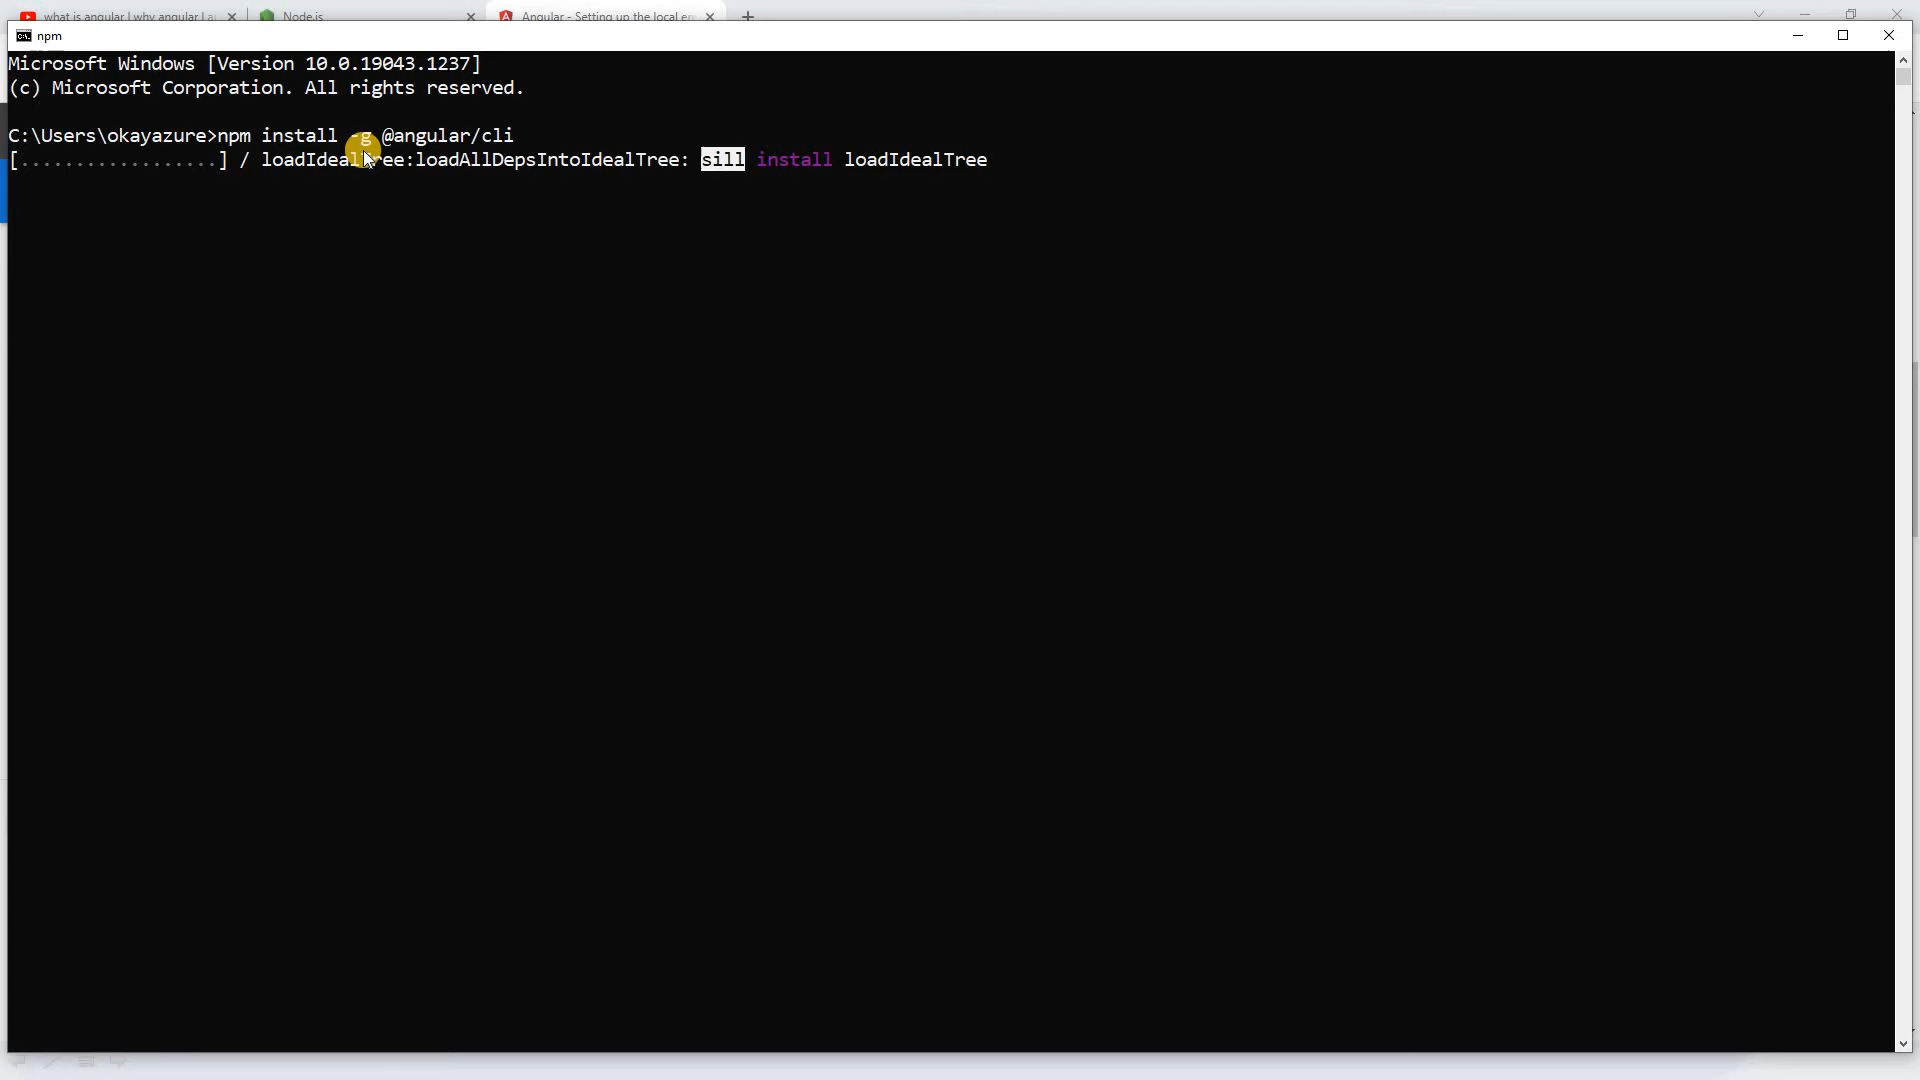 what is angular | why angular | a
Node.js
Angular - Setting up the local en
npm
Microsoft Windows [Version 10.0.19043.1237]
(c) Microsoft Corporation. All rights reserved.
C:\Users\okayazure>npm install -g @angular/cli
[..................] / loadIdealTree:loadAllDepsIntoIdealTree: sill install loadIdealTree